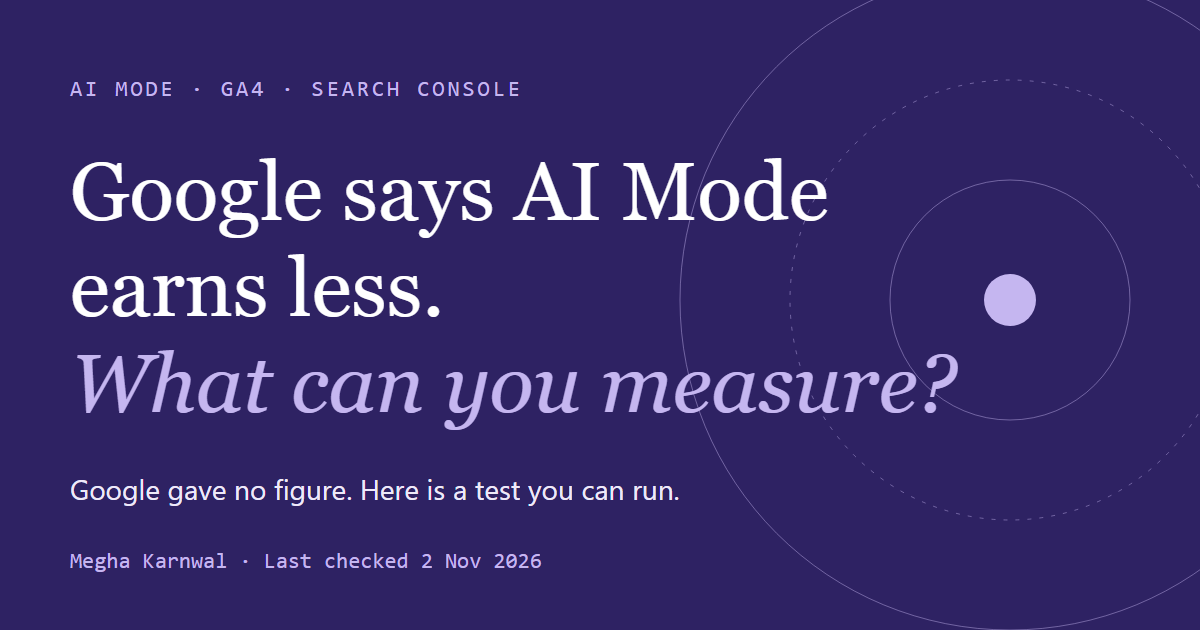 AI MODE · GA4 · SEARCH CONSOLE
Google says AI Mode
earns less.
What can you measure?
Google gave no figure. Here is a test you can run.
Megha Karnwal · Last checked 2 Nov 2026